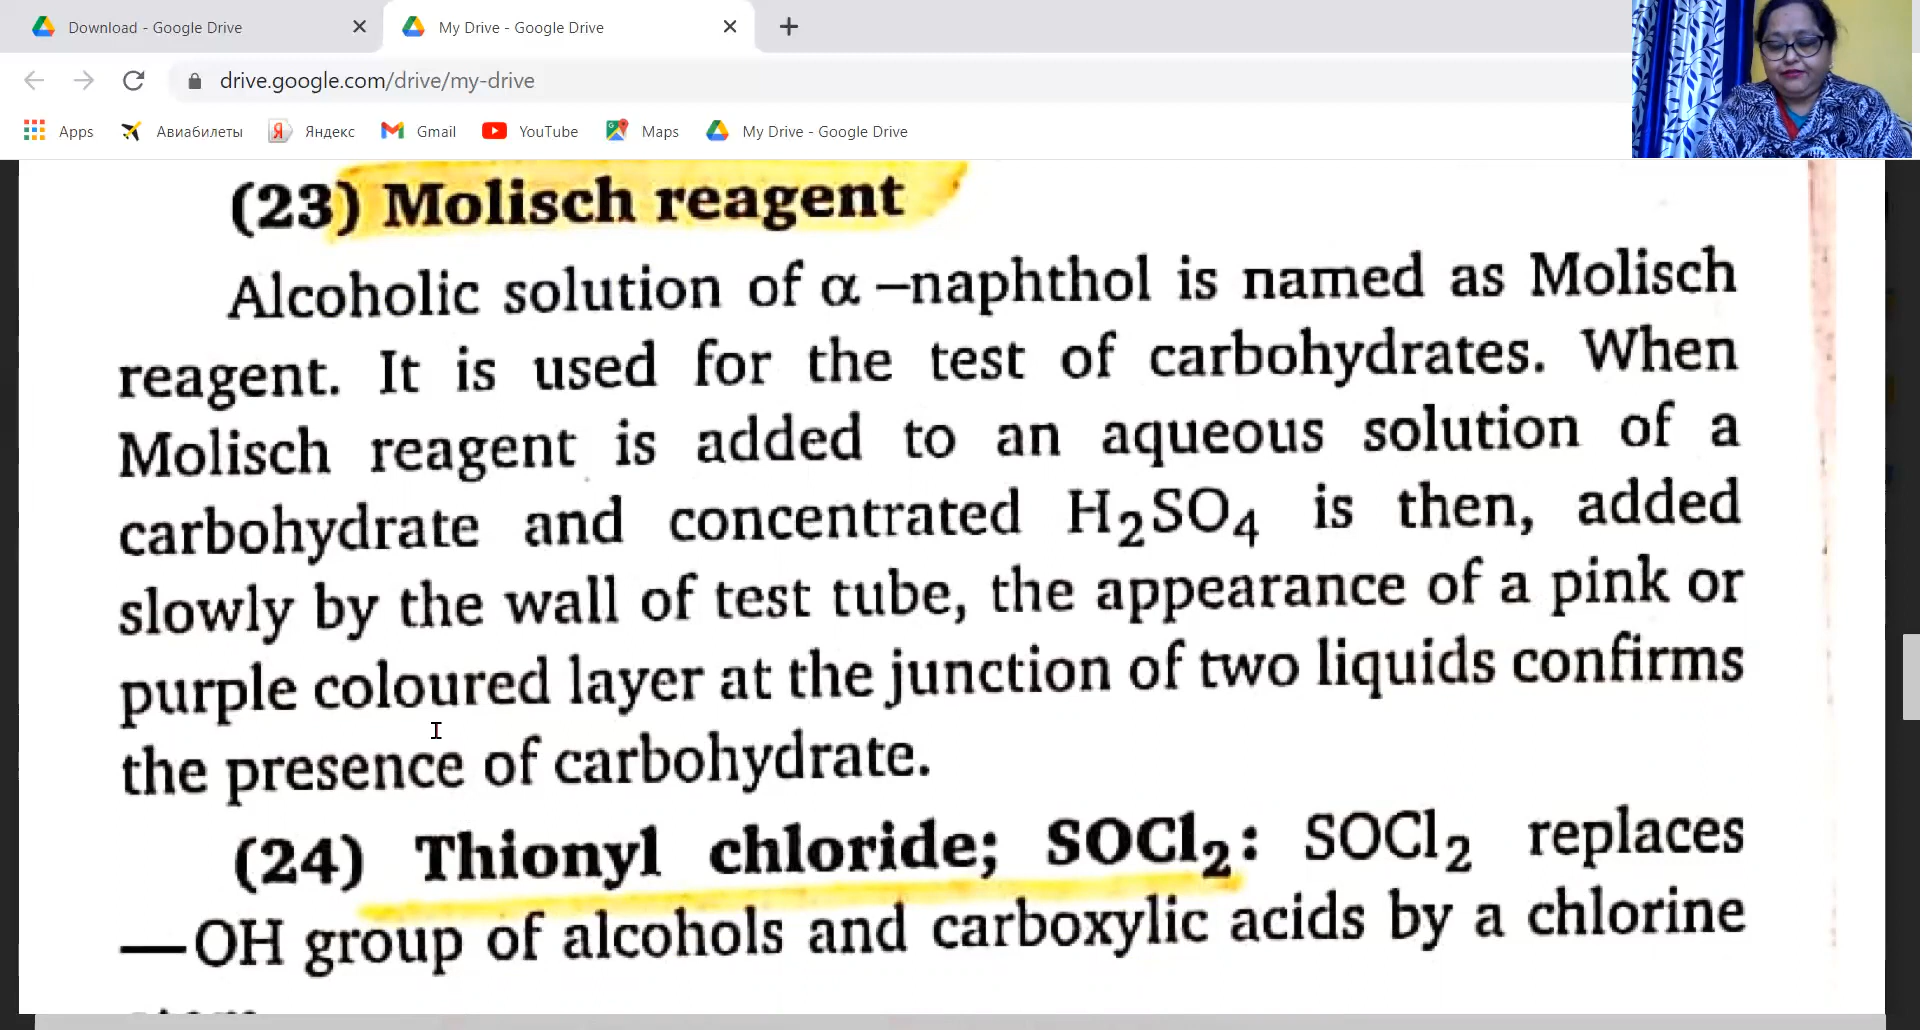 Download - Google Drive
My Drive - Google Drive
drive.google.com/drive/my-drive
Apps Авиабилеты Яндекс Gmail YouTube Maps My Drive - Google Drive
(23) Molisch reagent
Alcoholic solution of α –naphthol is named as Molisch
reagent. It is used for the test of carbohydrates. When
Molisch reagent is added to an aqueous solution of a
carbohydrate and concentrated H₂SO₄ is then, added
slowly by the wall of test tube, the appearance of a pink or
purple coloured layer at the junction of two liquids confirms
the presence of carbohydrate.
(24) Thionyl chloride; SOCl₂: SOCl₂ replaces
—OH group of alcohols and carboxylic acids by a chlorine